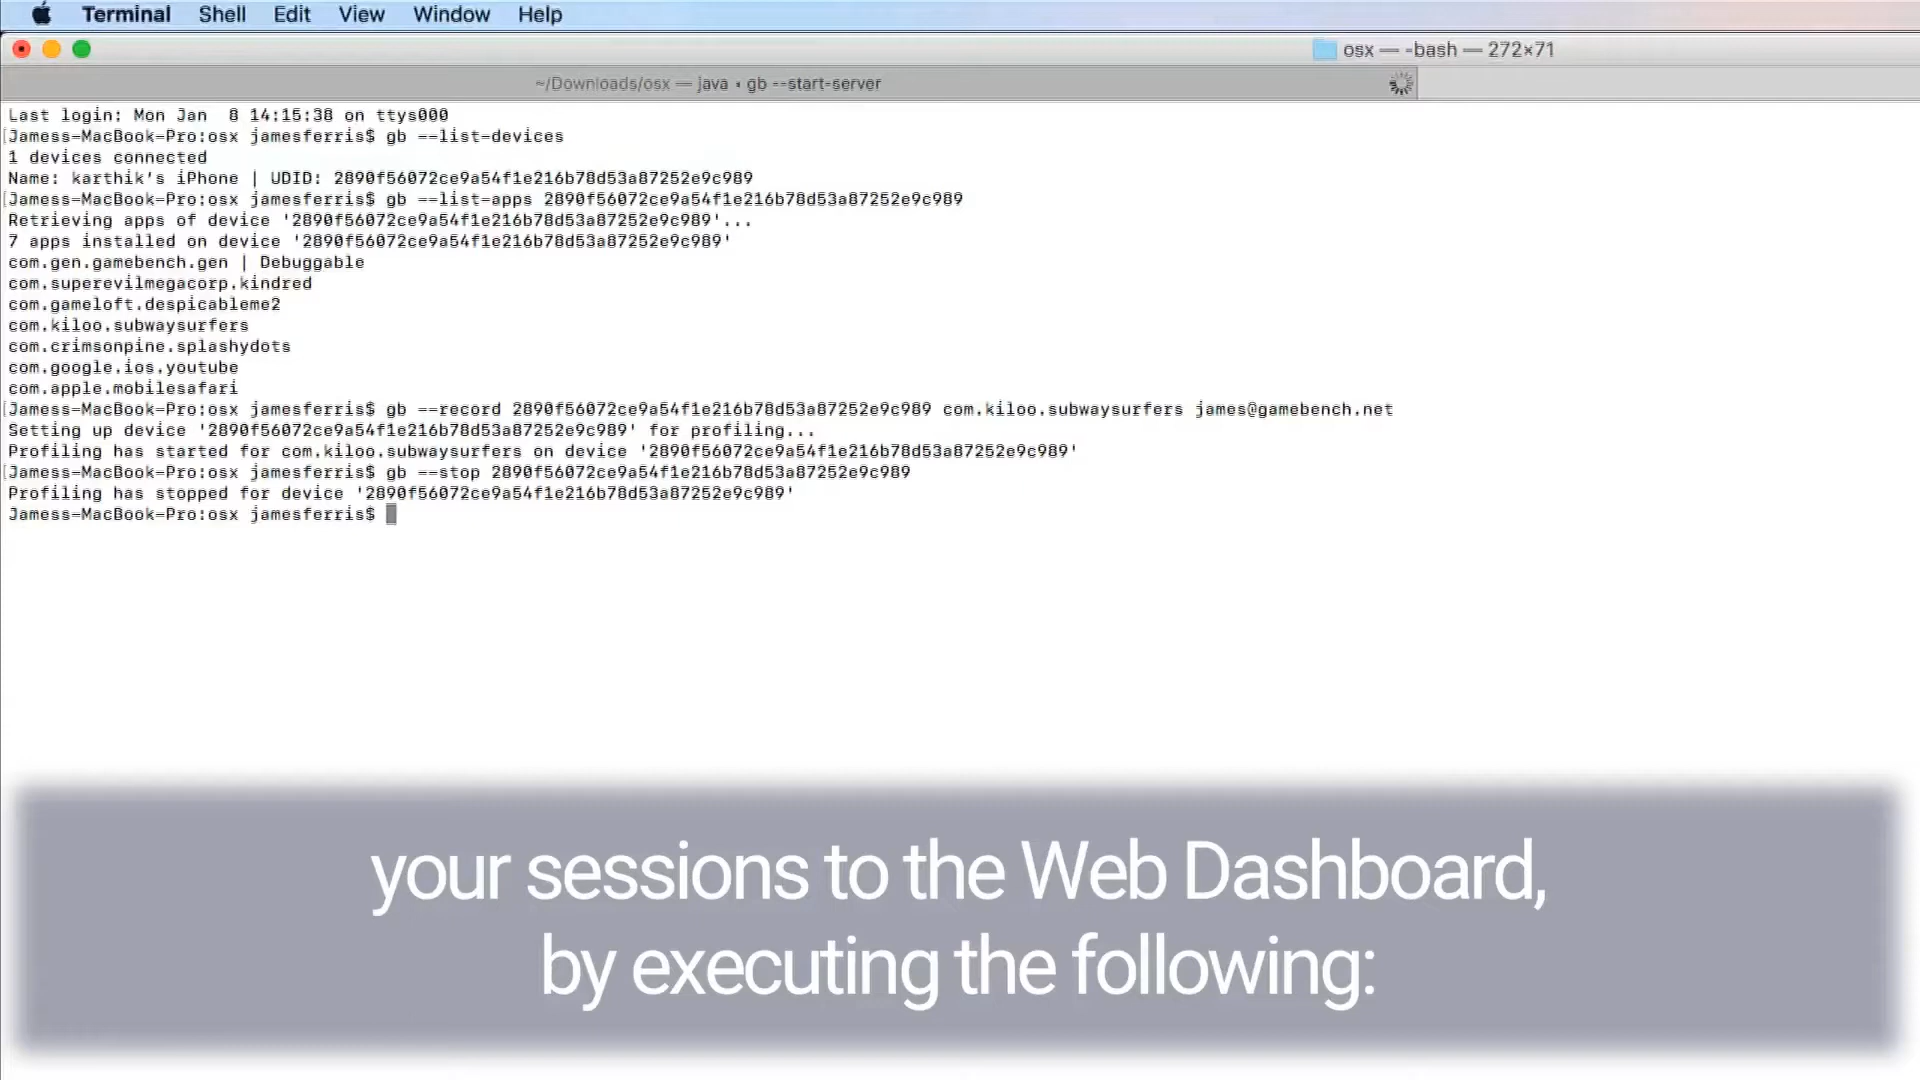 Terminal Shell Edit View Window Help
osx — -bash — 272×71
~/Downloads/osx — java • gb --start-server
Last login: Mon Jan  8 14:15:38 on ttys000
[Jamess-MacBook-Pro:osx jamesferris$ gb --list-devices
1 devices connected
Name: karthik's iPhone | UDID: 2890f56072ce9a54f1e216b78d53a87252e9c989
[Jamess-MacBook-Pro:osx jamesferris$ gb --list-apps 2890f56072ce9a54f1e216b78d53a87252e9c989
Retrieving apps of device '2890f56072ce9a54f1e216b78d53a87252e9c989'...
7 apps installed on device '2890f56072ce9a54f1e216b78d53a87252e9c989'
com.gen.gamebench.gen | Debuggable
com.superevilmegacorp.kindred
com.gameloft.despicableme2
com.kiloo.subwaysurfers
com.crimsonpine.splashydots
com.google.ios.youtube
com.apple.mobilesafari
[Jamess-MacBook-Pro:osx jamesferris$ gb --record 2890f56072ce9a54f1e216b78d53a87252e9c989 com.kiloo.subwaysurfers james@gamebench.net
Setting up device '2890f56072ce9a54f1e216b78d53a87252e9c989' for profiling...
Profiling has started for com.kiloo.subwaysurfers on device '2890f56072ce9a54f1e216b78d53a87252e9c989'
[Jamess-MacBook-Pro:osx jamesferris$ gb --stop 2890f56072ce9a54f1e216b78d53a87252e9c989
Profiling has stopped for device '2890f56072ce9a54f1e216b78d53a87252e9c989'
Jamess-MacBook-Pro:osx jamesferris$
your sessions to the Web Dashboard,
by executing the following: